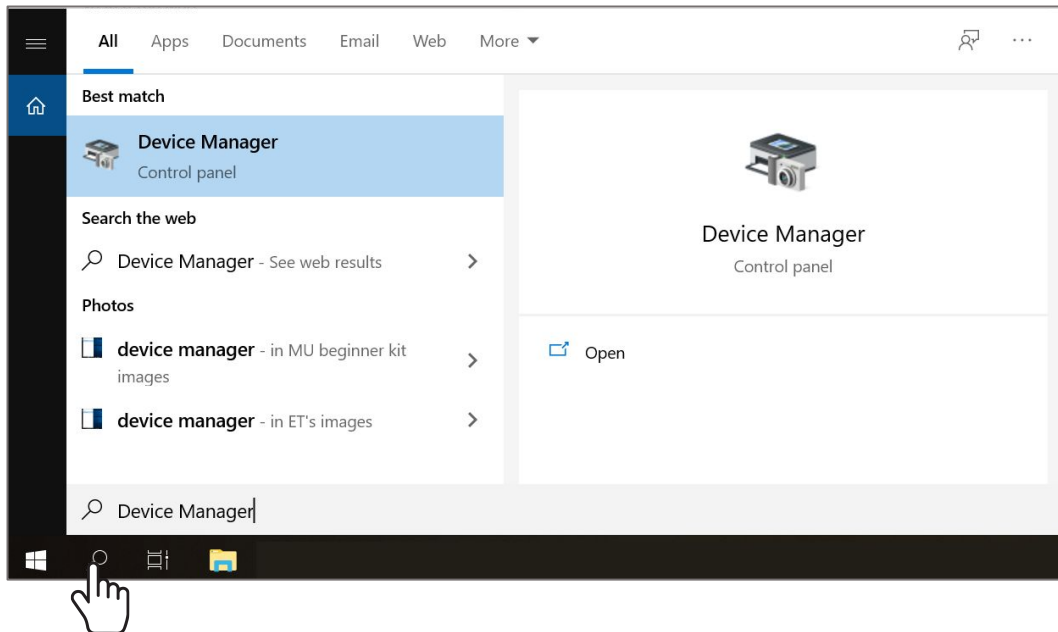 All Apps Documents Email Web More
Best match
Device Manager
Control panel
Search the web
Device Manager - See web results
Photos
device manager - in MU beginner kit
images
device manager - in ET's images
Device Manager
Control panel
Open
Device Manager